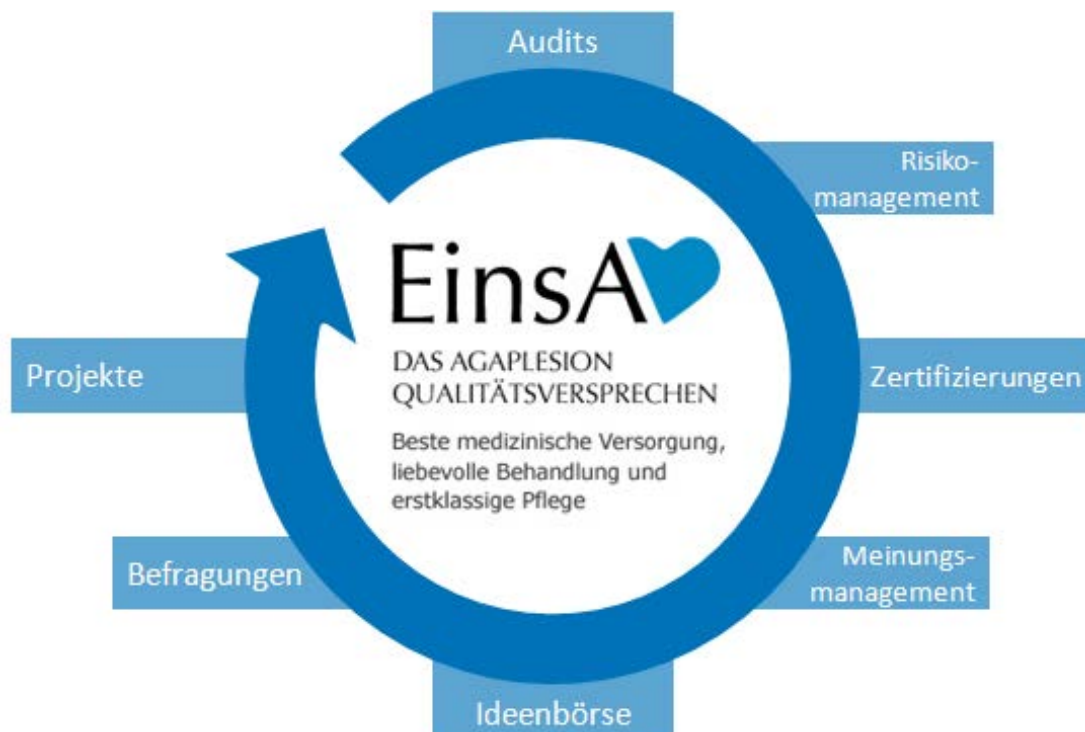 Audits
Risiko-
management
EinsA
DAS AGAPLESION
QUALITÄTSVERSPRECHEN
Beste medizinische Versorgung,
liebevolle Behandlung und
erstklassige Pflege
Projekte
Zertifizierungen
Befragungen
Meinungs-
management
Ideenbörse